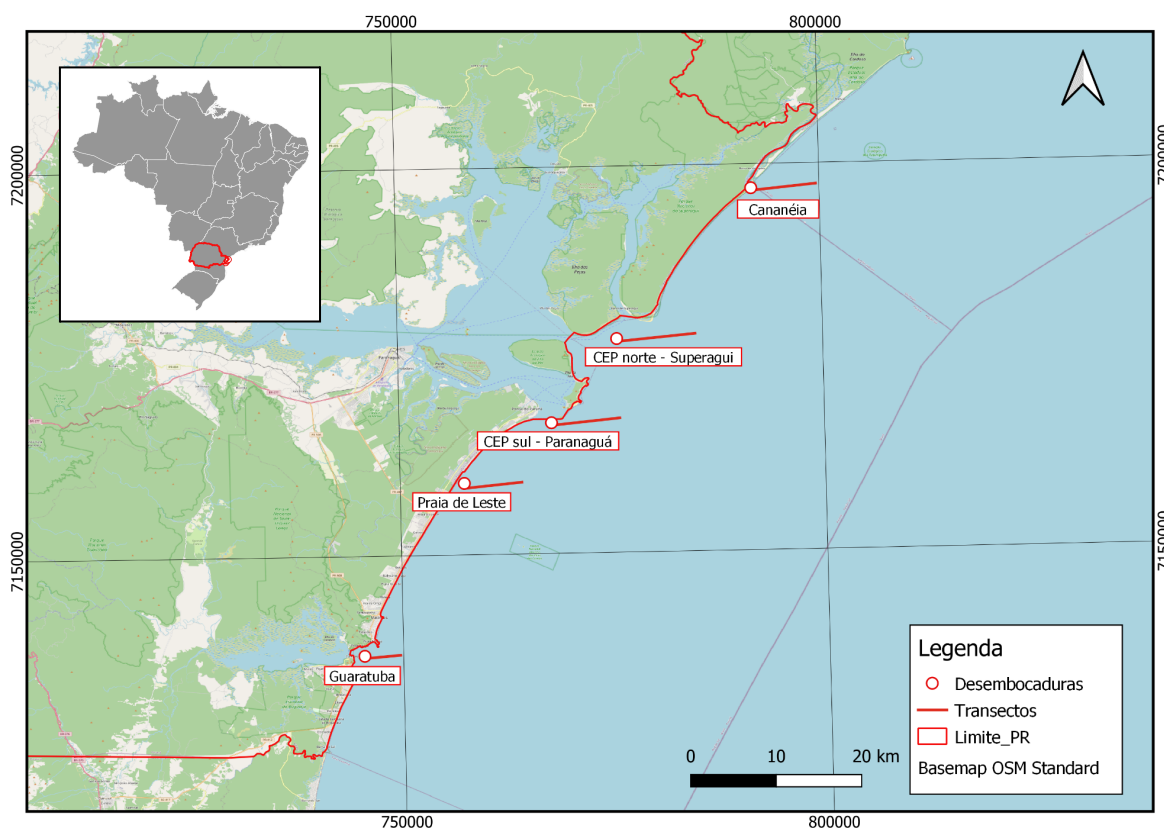 750000
800000
7200000
7200000
Cananéia
CEP norte - Superagui
Paranaguá
CEP sul - Paranaguá
Praia de Leste
7150000
7150000
Guaratuba
Legenda
Desembocaduras
Transectos
Limite_PR
Basemap OSM Standard
0 10 20 km
750000
800000